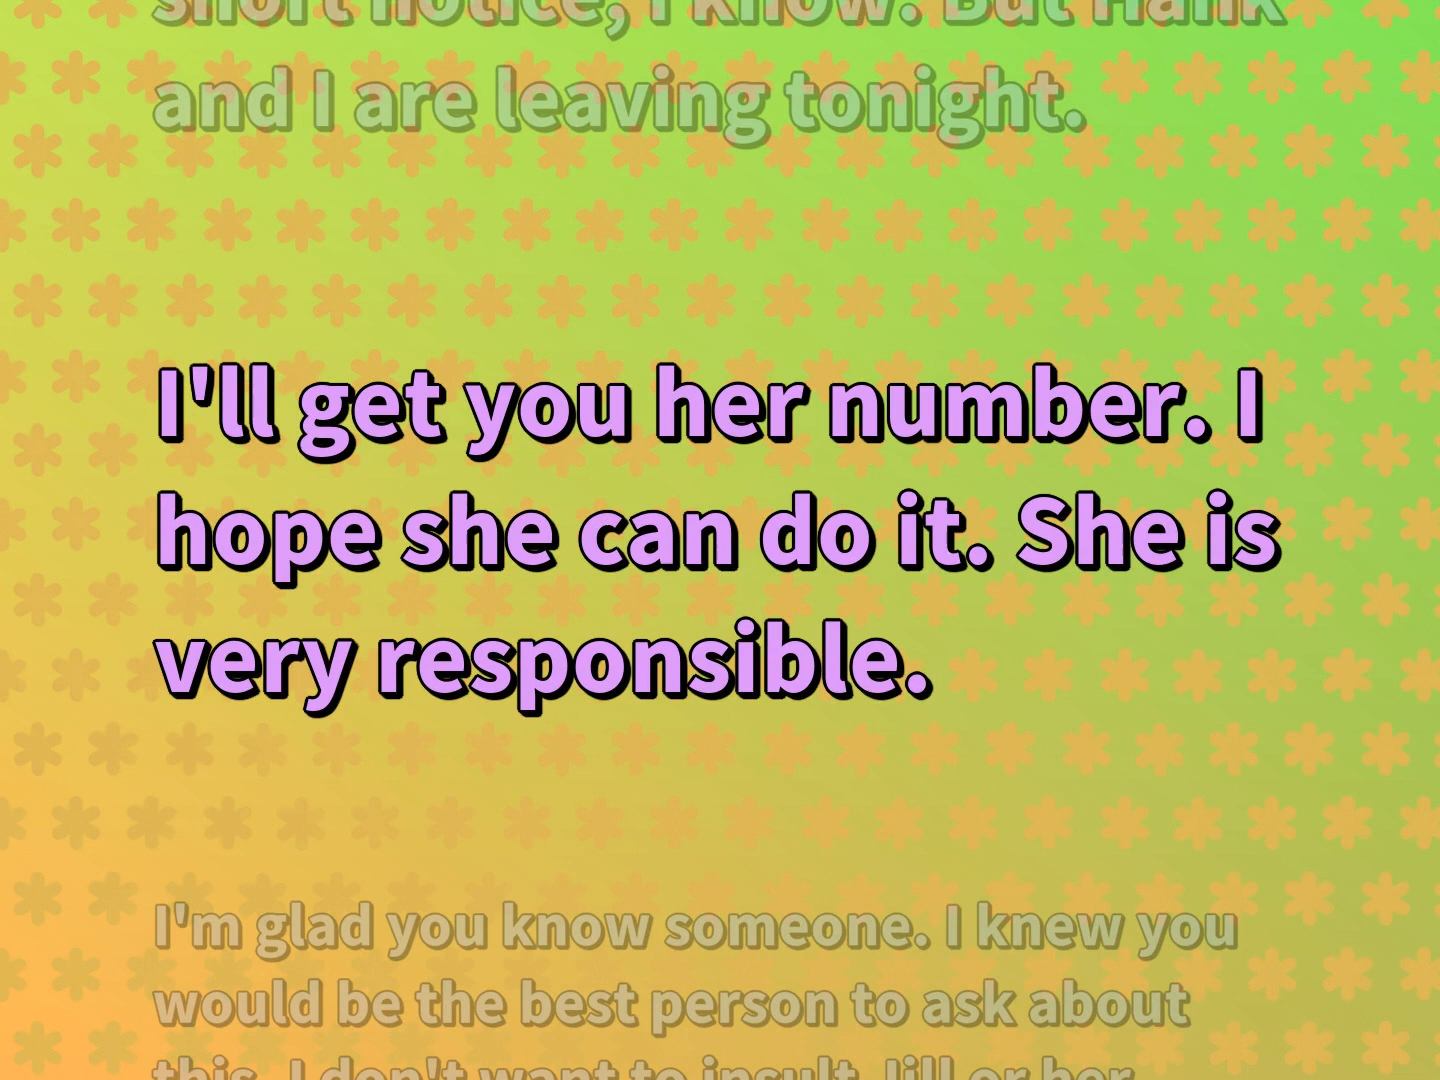 short notice, I know. But Hank
and I are leaving tonight.
I'll get you her number. I
hope she can do it. She is
very responsible.
I'm glad you know someone. I knew you
would be the best person to ask about
this. I don't want to insult Jill or her